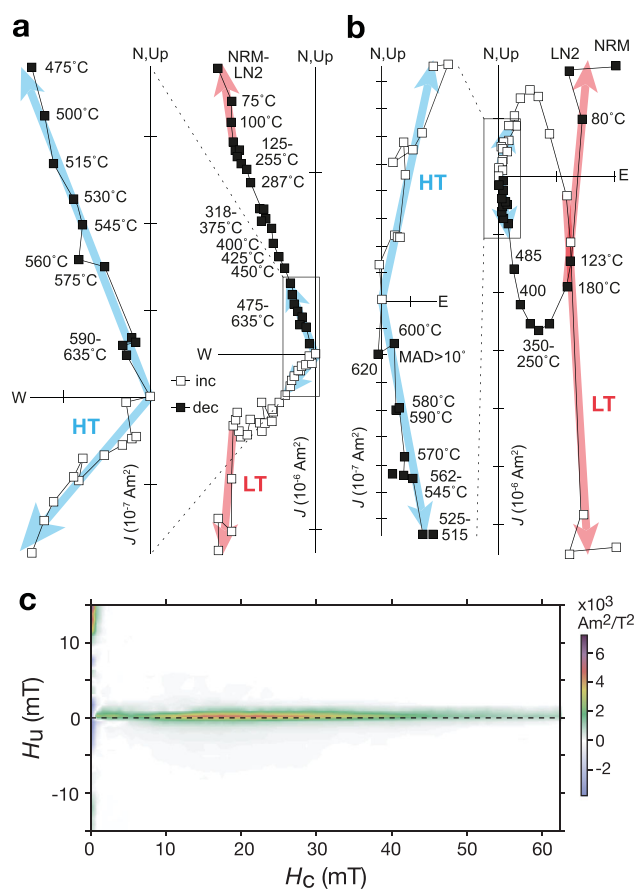 a
N,Up
475˚C
500˚C
515˚C
530˚C
545˚C
560˚C
575˚C
590-
635˚C
W
HT
J (10-7 Am2)
NRM-
LN2
N,Up
75˚C
100˚C
125-
255˚C
287˚C
318-
375˚C
400˚C
425˚C
450˚C
475-
635˚C
W
inc
dec
LT
J (10-6 Am2)
b
N,Up
HT
E
600˚C
620
MAD>10˚
580˚C
590˚C
570˚C
562-
545˚C
525-
515
J (10-7 Am2)
N,Up
LN2
NRM
80˚C
E
485
400
123˚C
180˚C
350-
250˚C
LT
J (10-6 Am2)
c
x103
Am2/T2
10
0
-10
Hu (mT)
0
10
20
30
40
50
60
Hc (mT)
6
4
2
0
-2